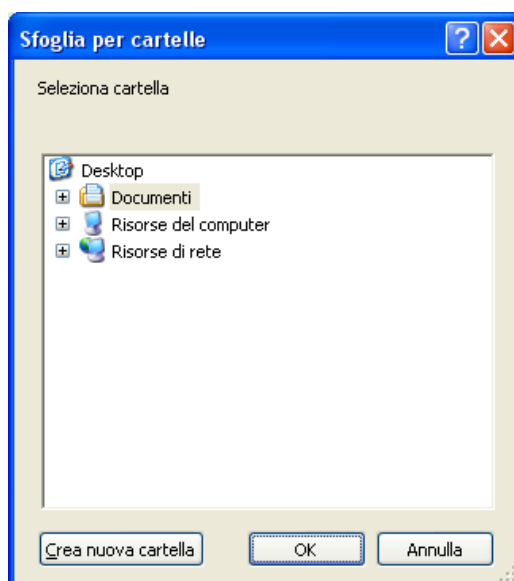 Sfoglia per cartelle
?
Seleziona cartella
Desktop
Documenti
Risorse del computer
Risorse di rete
Crea nuova cartella OK Annulla